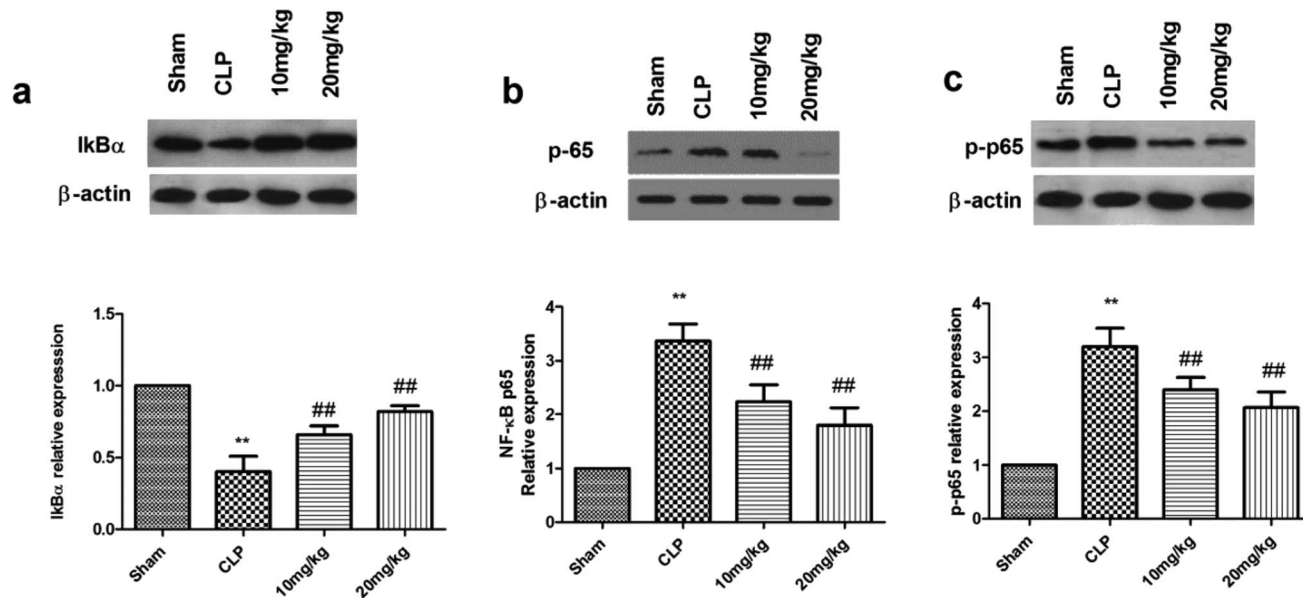 a
Sham
CLP
10mg/kg
20mg/kg
IkBα
β-actin
IkBα relative expresssion
1.5
1.0
0.5
0.0
**
##
##
Sham
CLP
10mg/kg
20mg/kg
b
Sham
CLP
10mg/kg
20mg/kg
p-65
β-actin
NF-κB p65
Relative expression
4
3
2
1
0
**
##
##
Sham
CLP
10mg/kg
20mg/kg
c
Sham
CLP
10mg/kg
20mg/kg
p-p65
β-actin
p-p65 relative expression
4
3
2
1
0
**
##
##
Sham
CLP
10mg/kg
20mg/kg